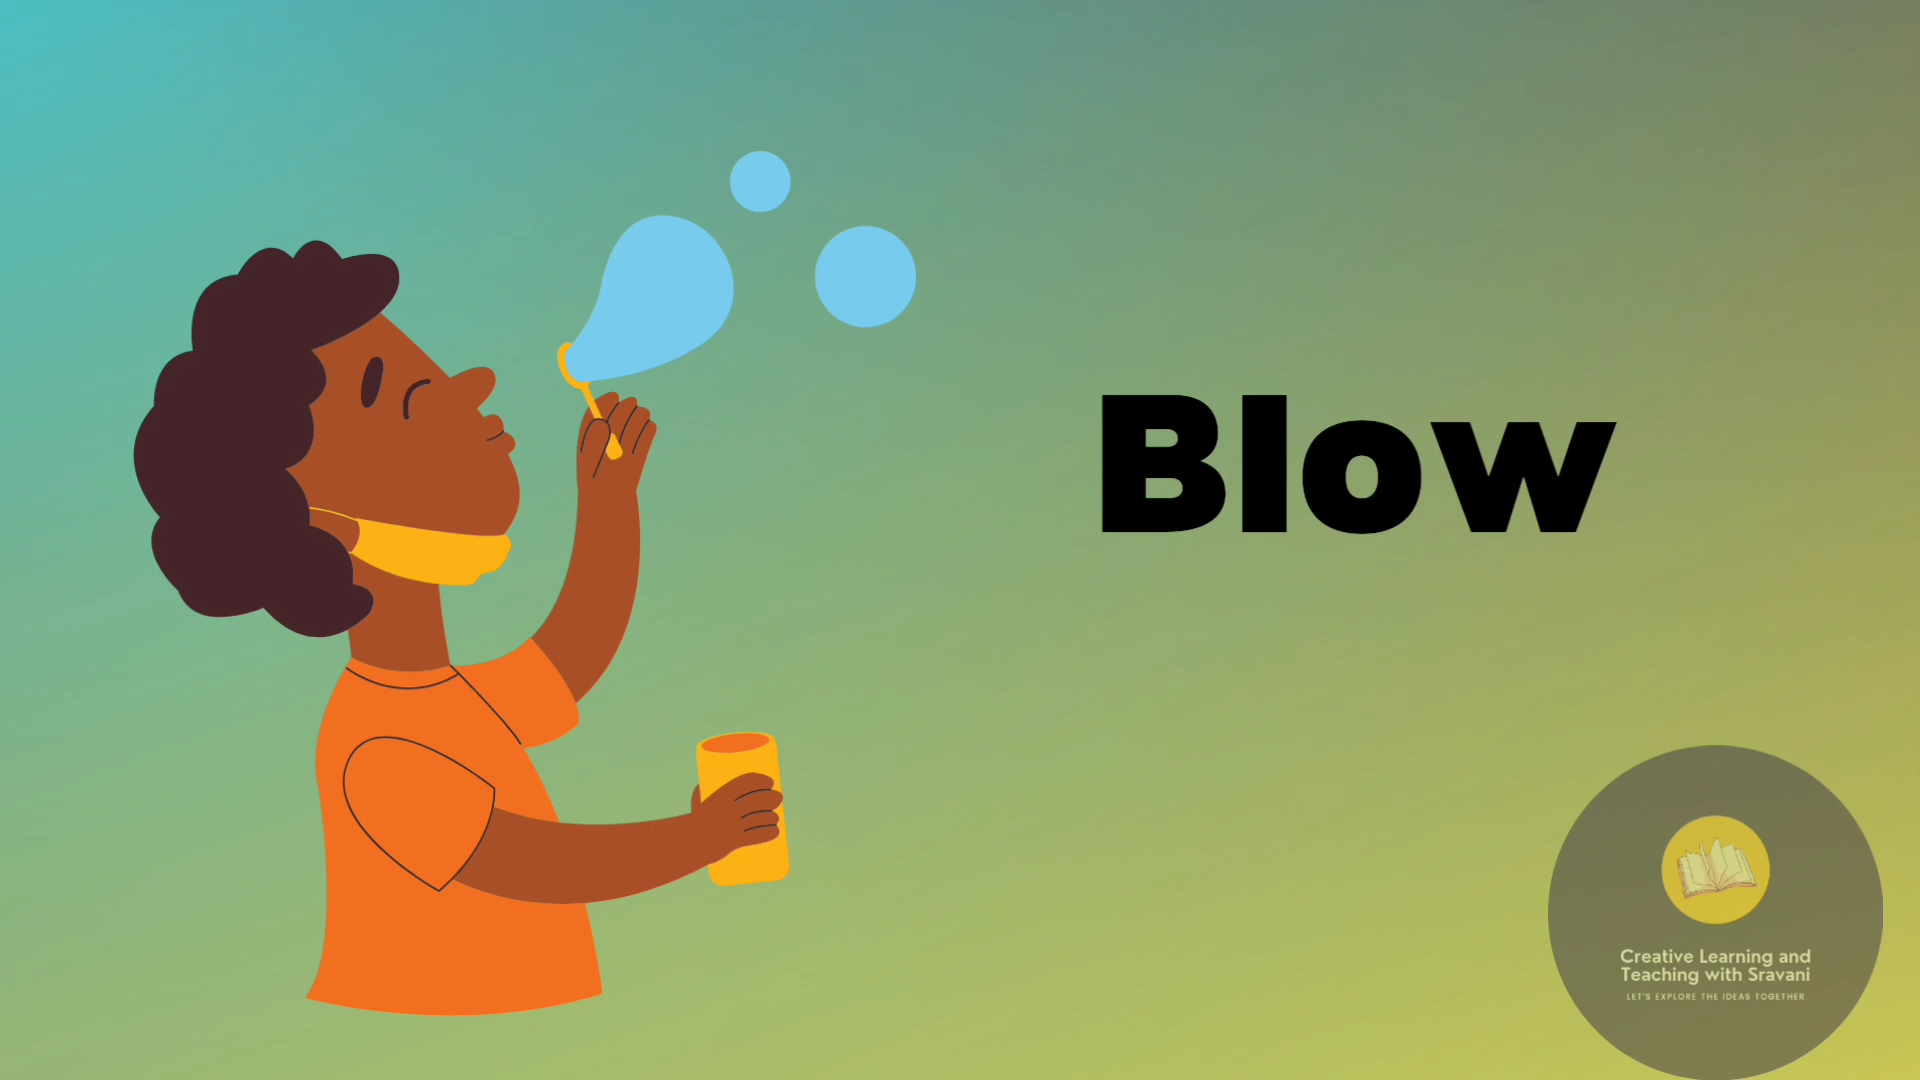 Blow
Creative Learning and
Teaching with Sravani
LET'S EXPLORE THE IDEAS TOGETHER